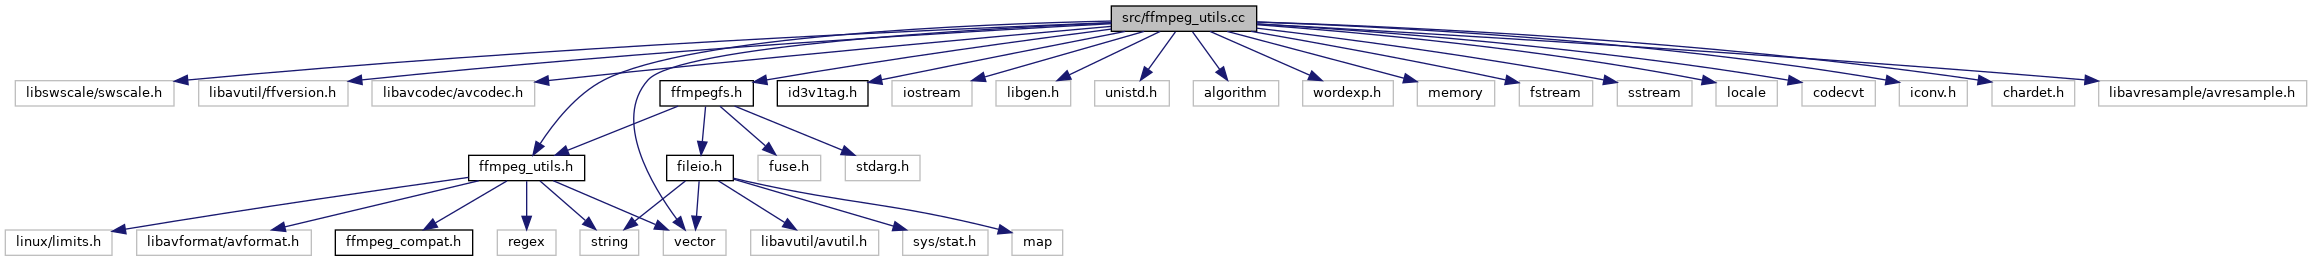 src/ffmpeg_utils.cc
libswscale/swscale.h
libavutil/ffversion.h
libavcodec/avcodec.h
ffmpegfs.h
id3v1tag.h
iostream
libgen.h
unistd.h
algorithm
wordexp.h
memory
fstream
sstream
locale
codecvt
iconv.h
chardet.h
libavresample/avresample.h
ffmpeg_utils.h
fileio.h
fuse.h
stdarg.h
linux/limits.h
libavformat/avformat.h
ffmpeg_compat.h
regex
string
vector
libavutil/avutil.h
sys/stat.h
map